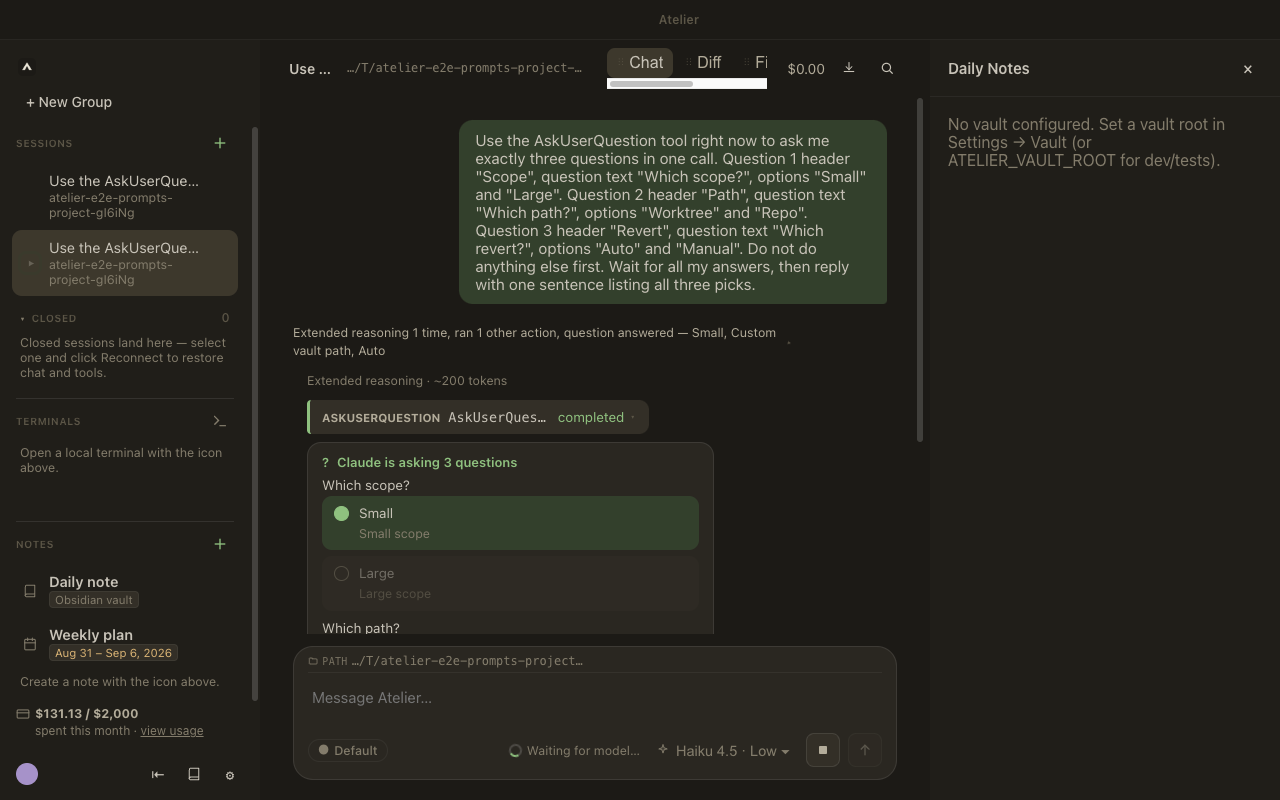 Atelier
+ New Group
SESSIONS
Use the AskUserQue...
atelier-e2e-prompts-
project-gI6iNg
Use the AskUserQue...
atelier-e2e-prompts-
project-gI6iNg
CLOSED 0
Closed sessions land here — select
one and click Reconnect to restore
chat and tools.
TERMINALS
Open a local terminal with the icon
above.
NOTES
Daily note
Obsidian vault
Weekly plan
Aug 31 – Sep 6, 2026
Create a note with the icon above.
$131.13 / $2,000
spent this month · view usage
Use ... …/T/atelier-e2e-prompts-project-… Chat Diff Fi $0.00
Use the AskUserQuestion tool right now to ask me
exactly three questions in one call. Question 1 header
"Scope", question text "Which scope?", options "Small"
and "Large". Question 2 header "Path", question text
"Which path?", options "Worktree" and "Repo".
Question 3 header "Revert", question text "Which
revert?", options "Auto" and "Manual". Do not do
anything else first. Wait for all my answers, then reply
with one sentence listing all three picks.
Extended reasoning 1 time, ran 1 other action, question answered — Small, Custom
vault path, Auto
Extended reasoning · ~200 tokens
ASKUSERQUESTION AskUserQues… completed
? Claude is asking 3 questions
Which scope?
Small
Small scope
Large
Large scope
Which path?
PATH …/T/atelier-e2e-prompts-project…
Message Atelier...
Default Waiting for model... Haiku 4.5 · Low
Daily Notes ×
No vault configured. Set a vault root in
Settings → Vault (or
ATELIER_VAULT_ROOT for dev/tests).